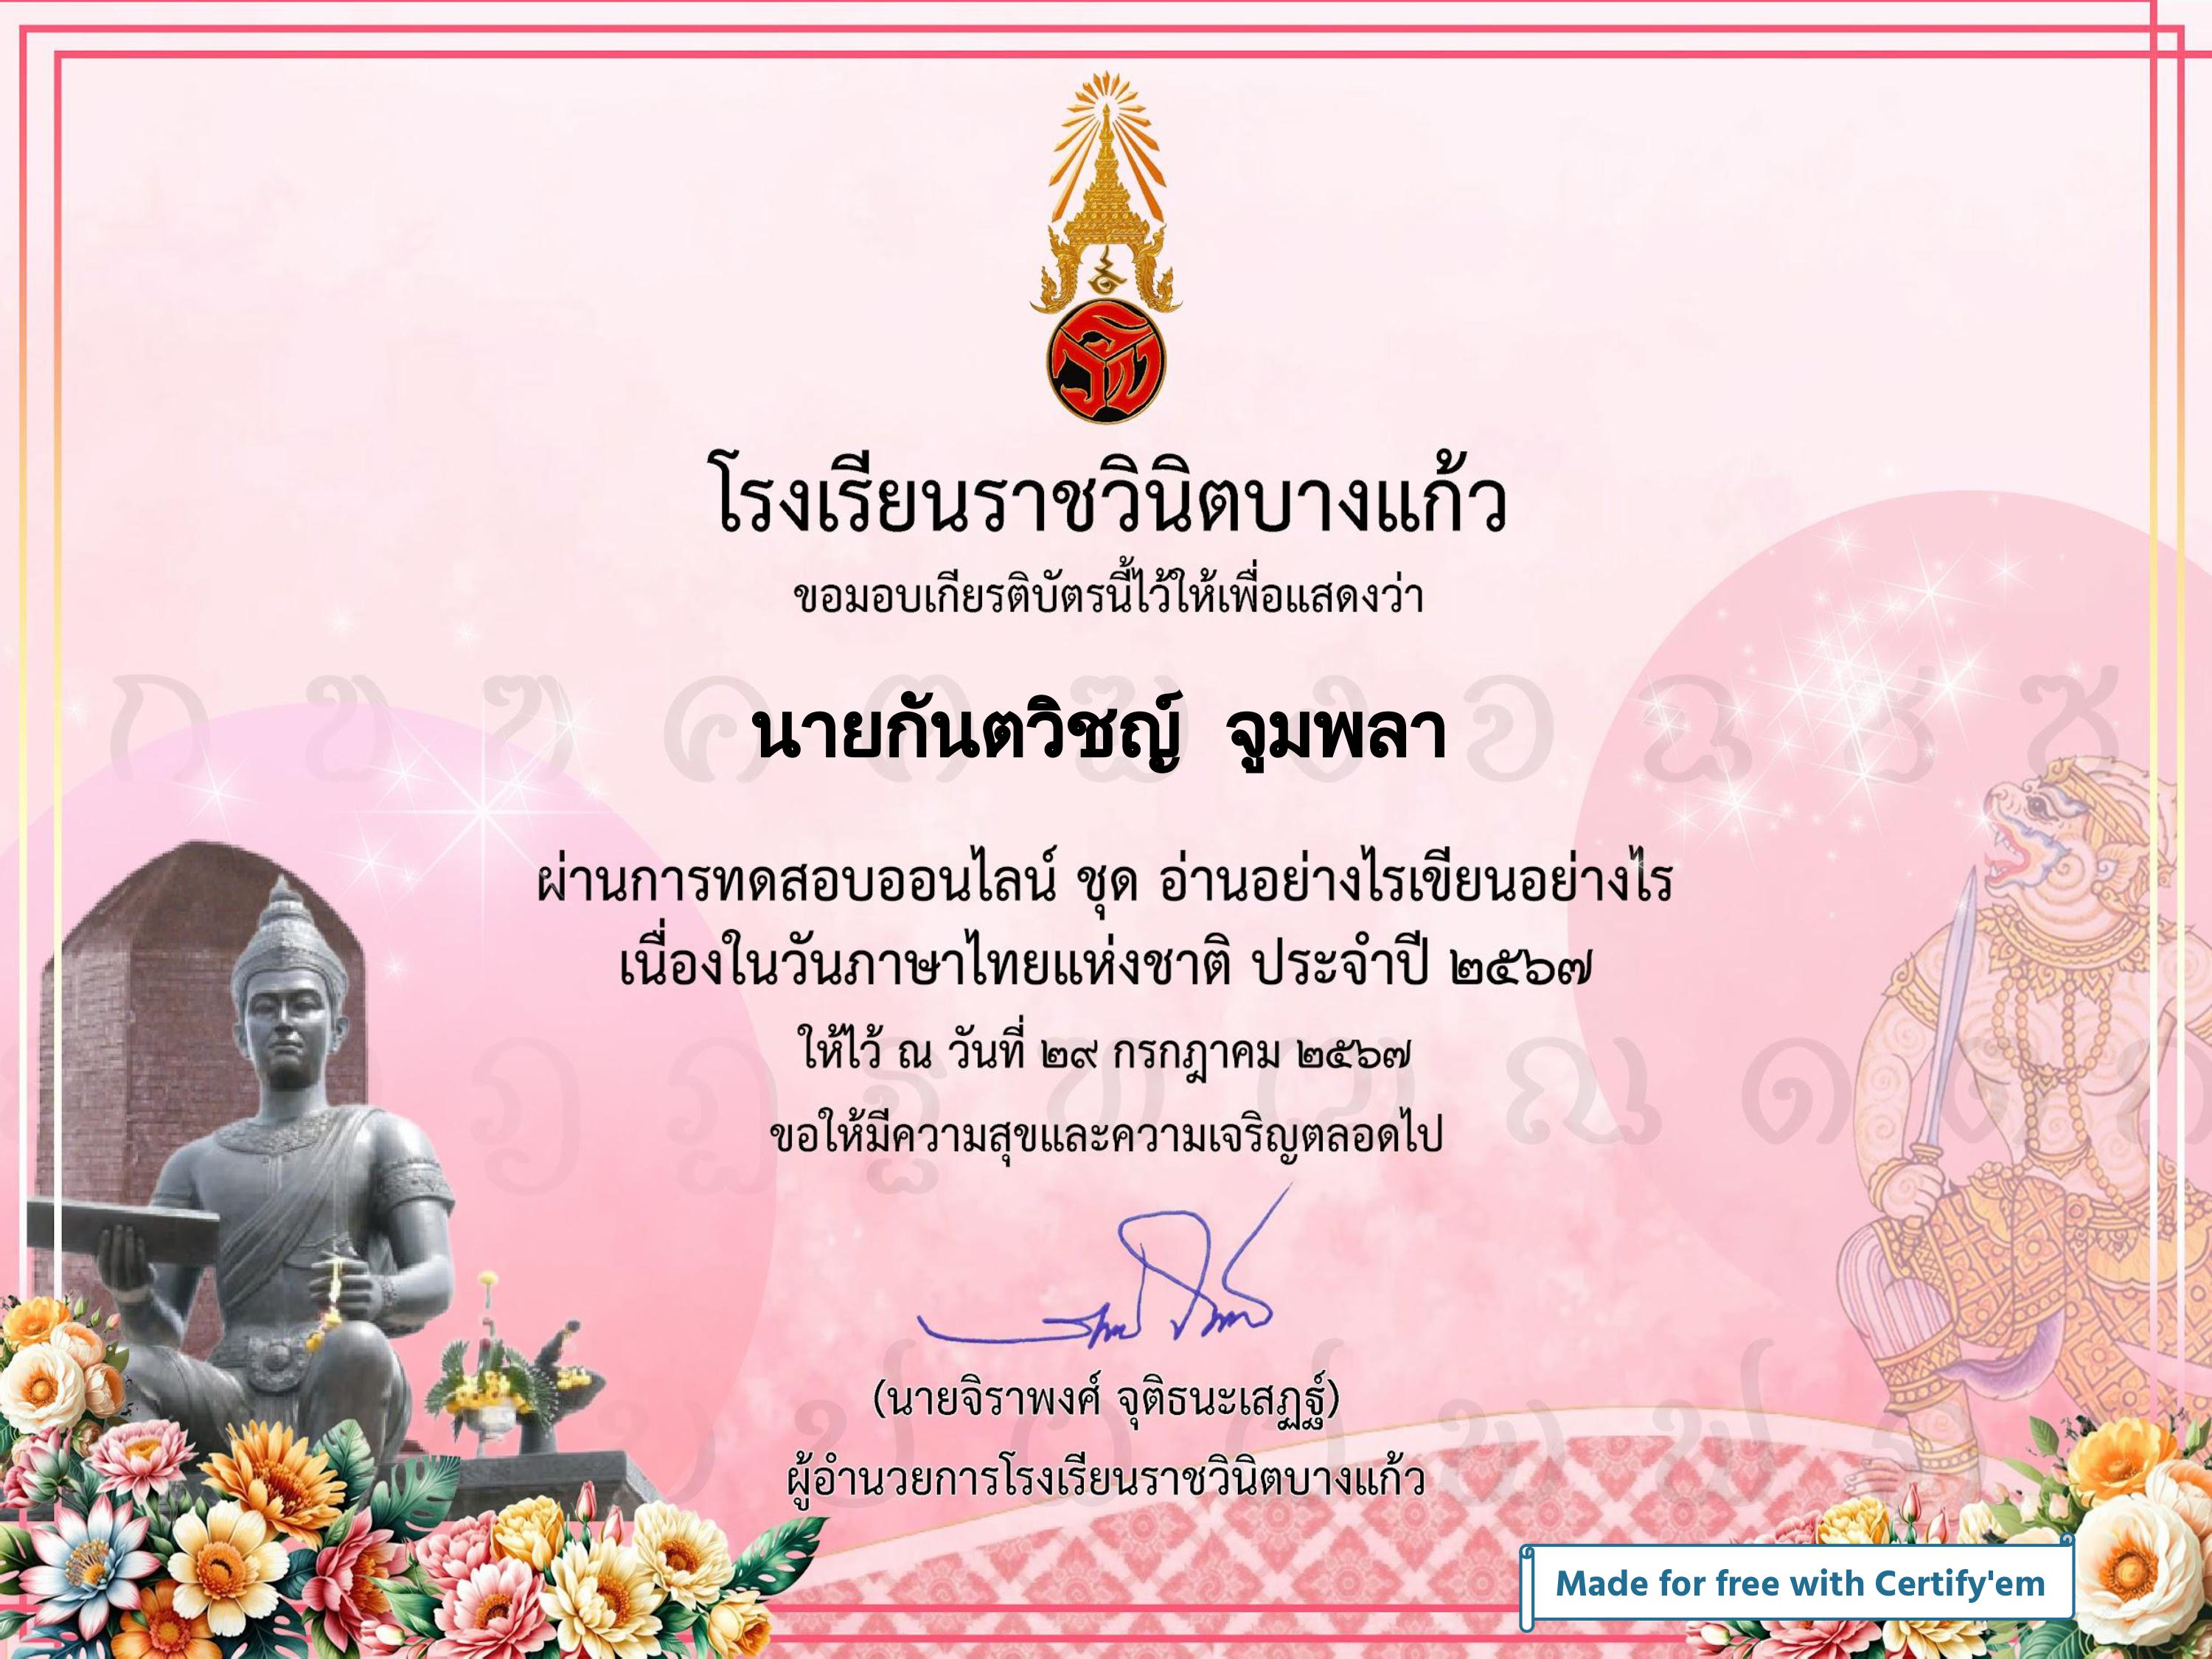 โรงเรียนราชวินิตบางแก้ว
ขอมอบเกียรติบัตรนี้ไว้ให้เพื่อแสดงว่า
นายกันตวิชญ์ จูมพลา
ผ่านการทดสอบออนไลน์ ชุด อ่านอย่างไรเขียนอย่างไร
เนื่องในวันภาษาไทยแห่งชาติ ประจำปี ๒๕๖๗
ให้ไว้ ณ วันที่ ๒๙ กรกฎาคม ๒๕๖๗
ขอให้มีความสุขและความเจริญตลอดไป
(นายจิราพงศ์ จุติธนะเสฏฐ์)
ผู้อำนวยการโรงเรียนราชวินิตบางแก้ว
Made for free with Certify'em